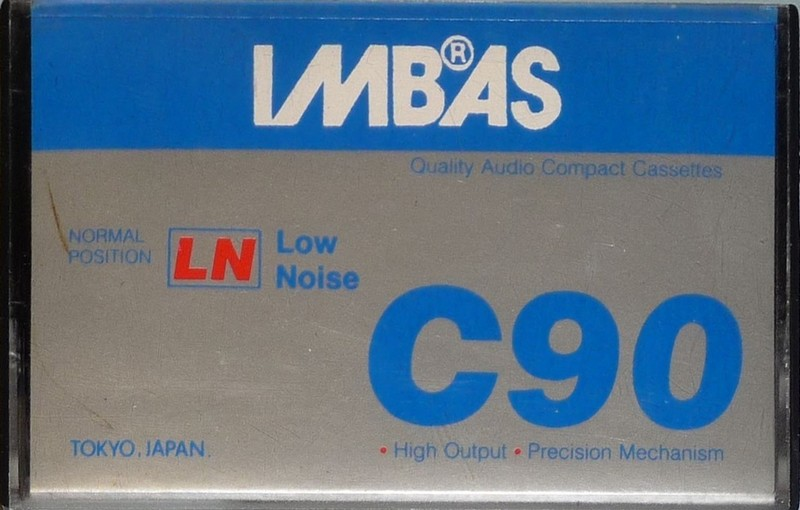 IMBAS®
Quality Audio Compact Cassettes
NORMAL
POSITION
LN
Low
Noise
C90
TOKYO, JAPAN.
• High Output • Precision Mechanism